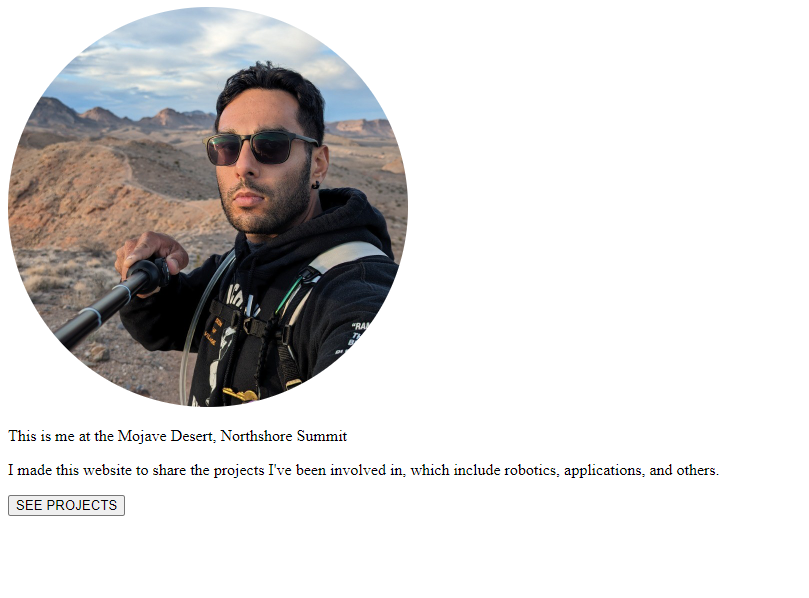 "RA
This is me at the Mojave Desert, Northshore Summit
I made this website to share the projects I've been involved in, which include robotics, applications, and others.
SEE PROJECTS